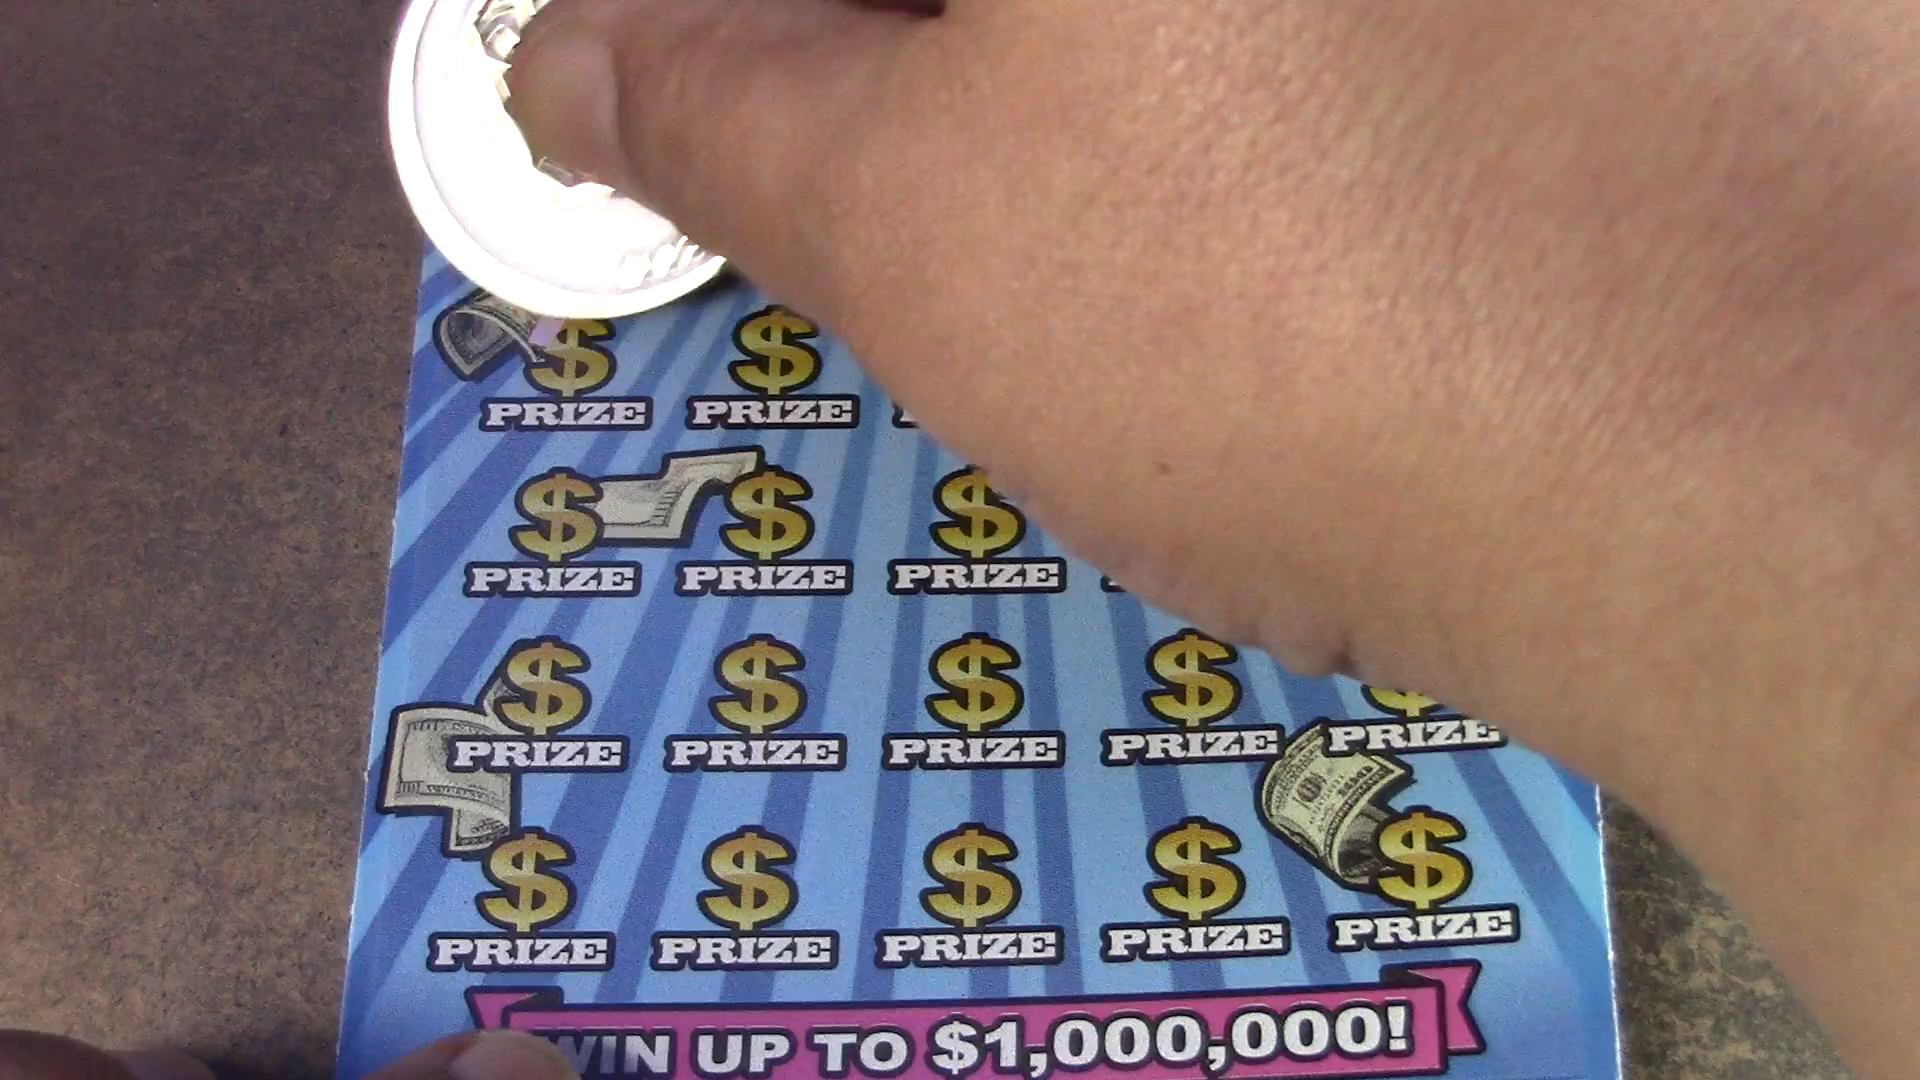 $ $
PRIZE PRIZE
$ $ $
PRIZE PRIZE PRIZE
$ $ $ $ $
PRIZE PRIZE PRIZE PRIZE PRIZE
$ $ $ $ $
PRIZE PRIZE PRIZE PRIZE PRIZE
WIN UP TO $1,000,000!